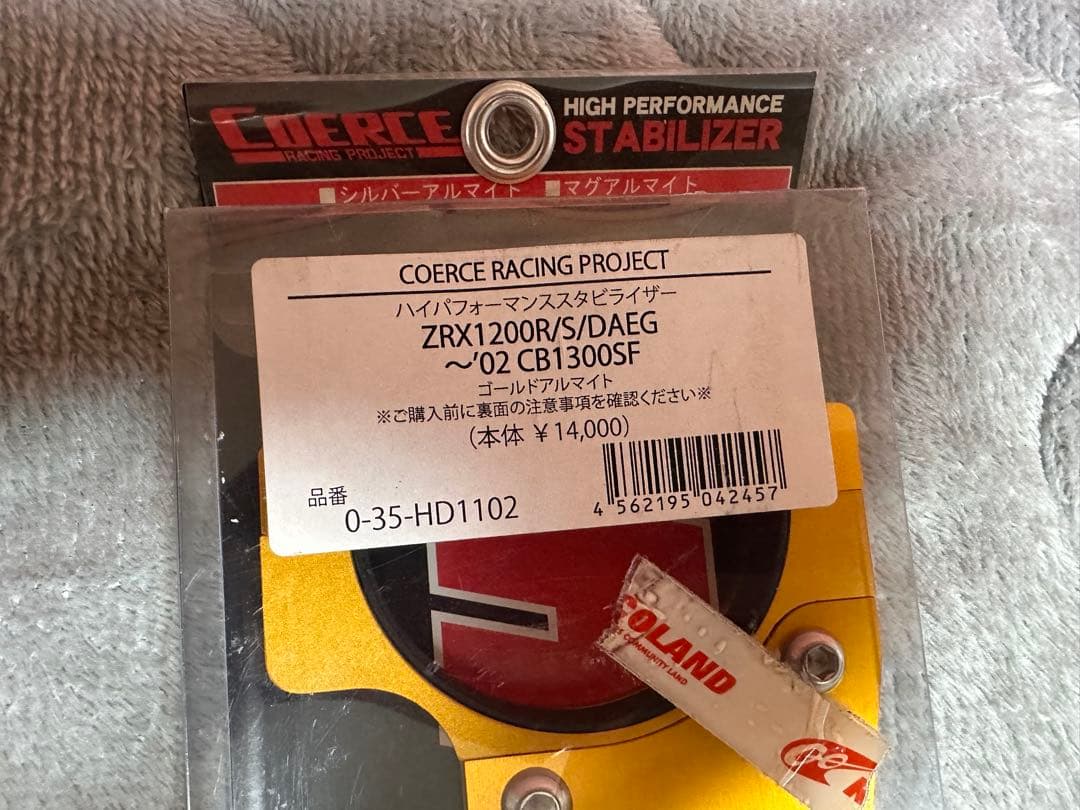 COERCE
RACING PROJECT
HIGH PERFORMANCE
STABILIZER
■シルバーアルマイト ■マグアルマイト
COERCE RACING PROJECT
ハイパフォーマンススタビライザー
ZRX1200R/S/DAEG
～'02 CB1300SF
ゴールドアルマイト
※ご購入前に裏面の注意事項を確認ください※
（本体 ￥14,000）
品番 0-35-HD1102
4 562195 042457
OLAND
COMMUNITY LAND